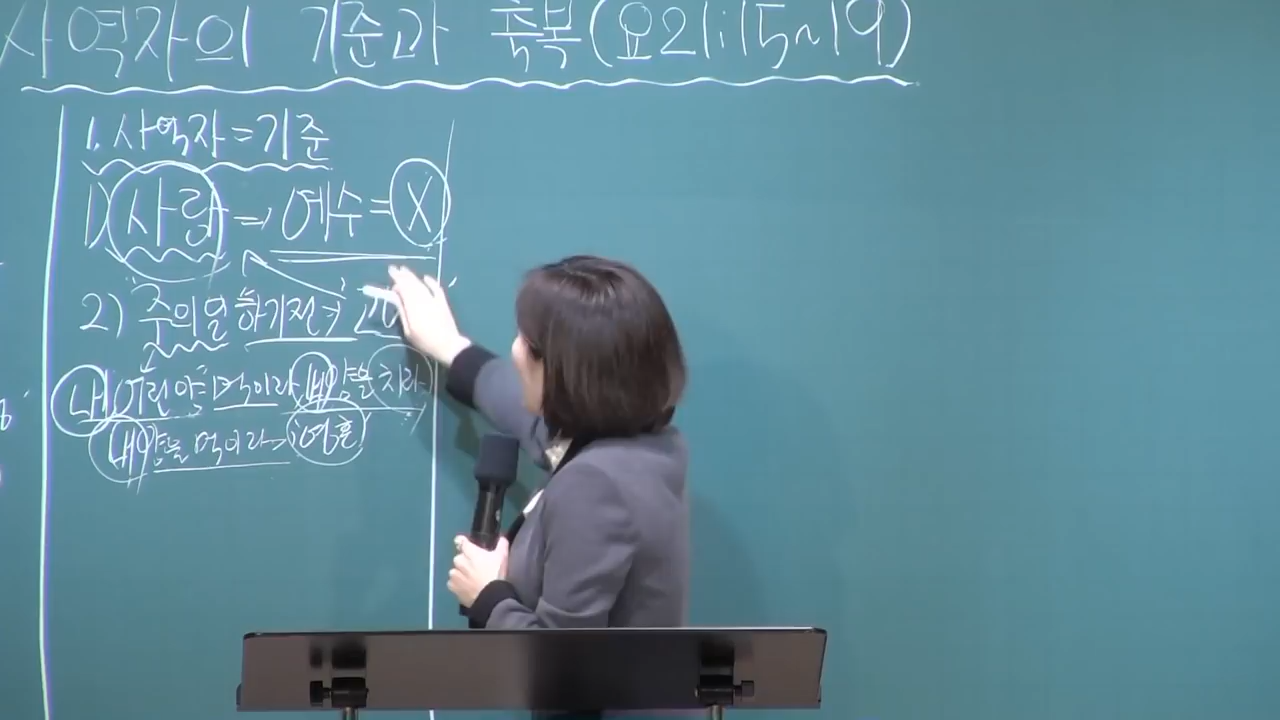 사역자의 기준과 축복(요21:15~19)
1. 사역자=기준
1) 사람⇒예수=X
2) 주의일 하기전→
내 어린 양을 먹이라 내 양을 치라
내 양을 먹이라→영혼